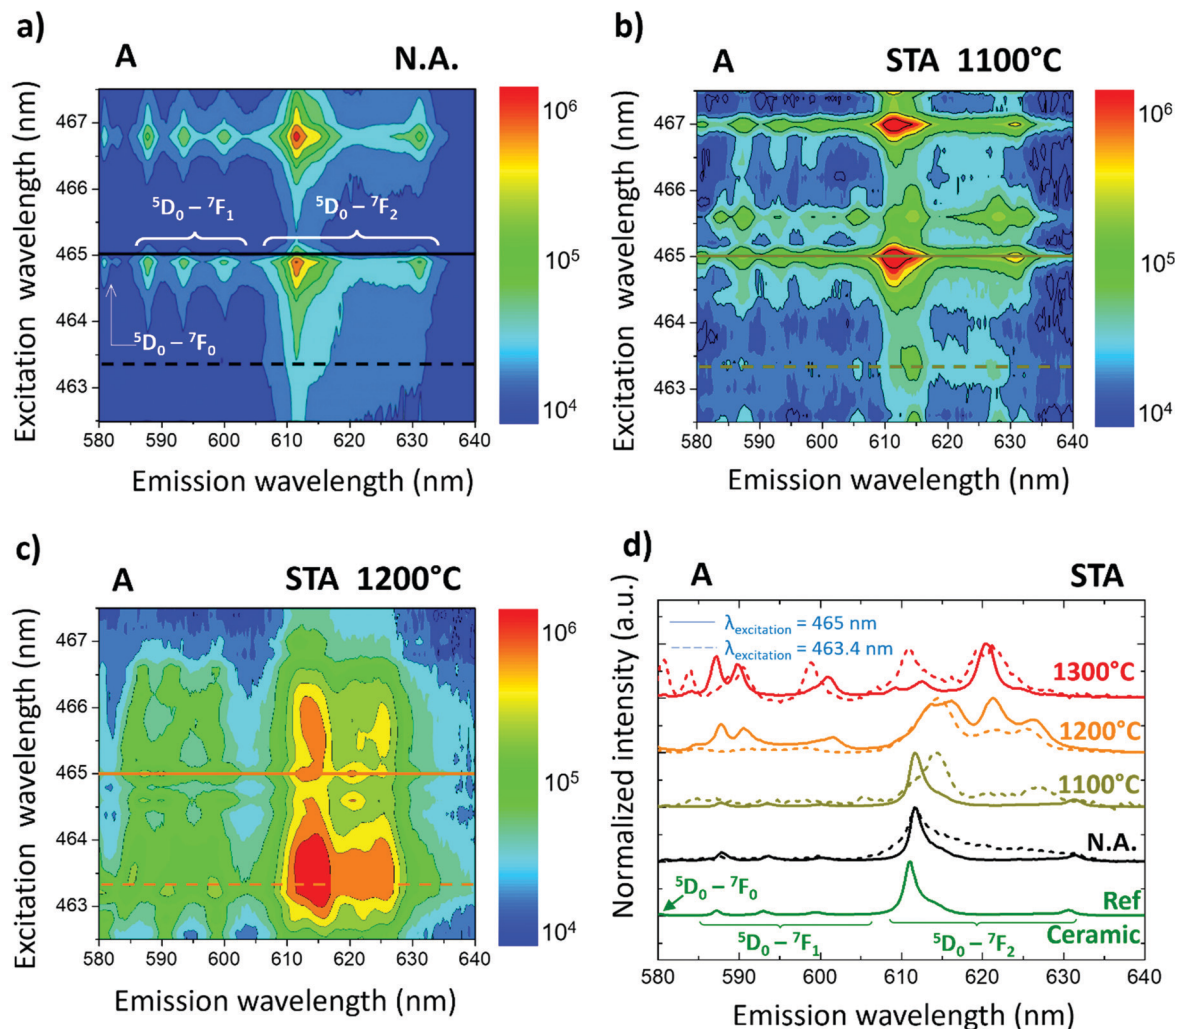 a)
A N.A.
Excitation wavelength (nm)
467
466
465
464
463
⁵D₀ – ⁷F₁
⁵D₀ – ⁷F₂
⁵D₀ – ⁷F₀
580 590 600 610 620 630 640
Emission wavelength (nm)
10⁶
10⁵
10⁴
b)
A STA 1100°C
Excitation wavelength (nm)
467
466
465
464
463
580 590 600 610 620 630 640
Emission wavelength (nm)
10⁶
10⁵
10⁴
c)
A STA 1200°C
Excitation wavelength (nm)
467
466
465
464
463
580 590 600 610 620 630 640
Emission wavelength (nm)
10⁶
10⁵
10⁴
d)
A STA
Normalized intensity (a.u.)
λexcitation = 465 nm
λexcitation = 463.4 nm
1300°C
1200°C
1100°C
N.A.
⁵D₀ – ⁷F₀
Ref
Ceramic
⁵D₀ – ⁷F₁
⁵D₀ – ⁷F₂
580 590 600 610 620 630 640
Emission wavelength (nm)